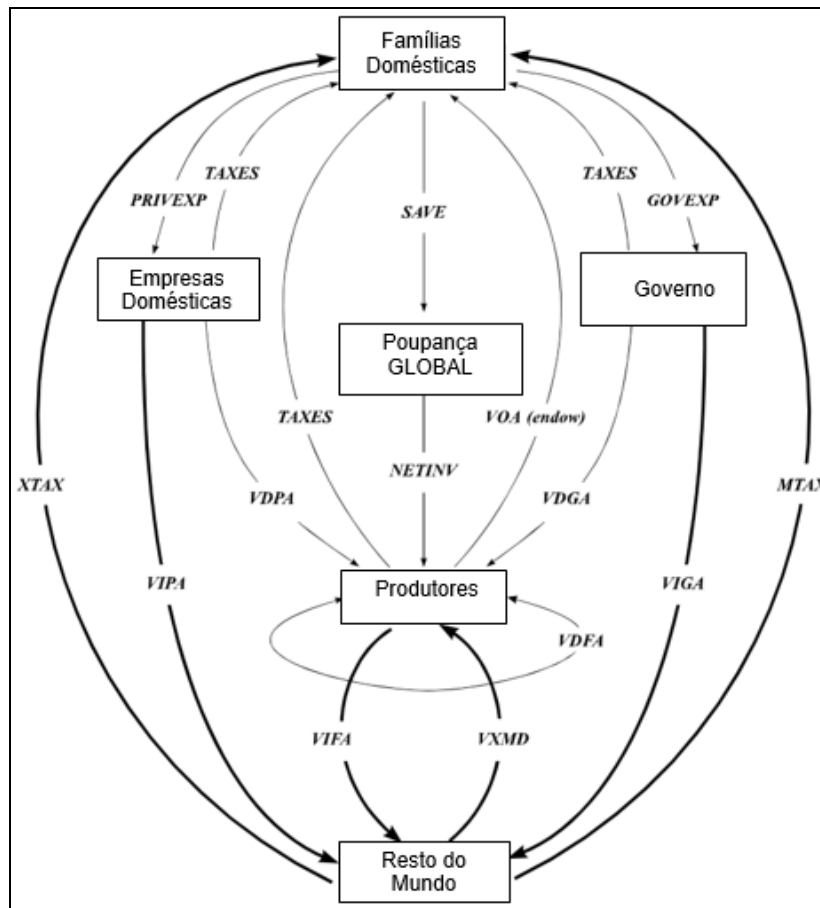 Famílias
Domésticas
TAXES
TAXES
PRIVEXP
GOVEXP
SAVE
Empresas
Domésticas
Governo
Poupança
GLOBAL
TAXES
VOA (endow)
NETINV
XTAX
MTAX
VDPA
VDGA
VIPA
VIGA
Produtores
VDFA
VIFA
VXMD
Resto do
Mundo